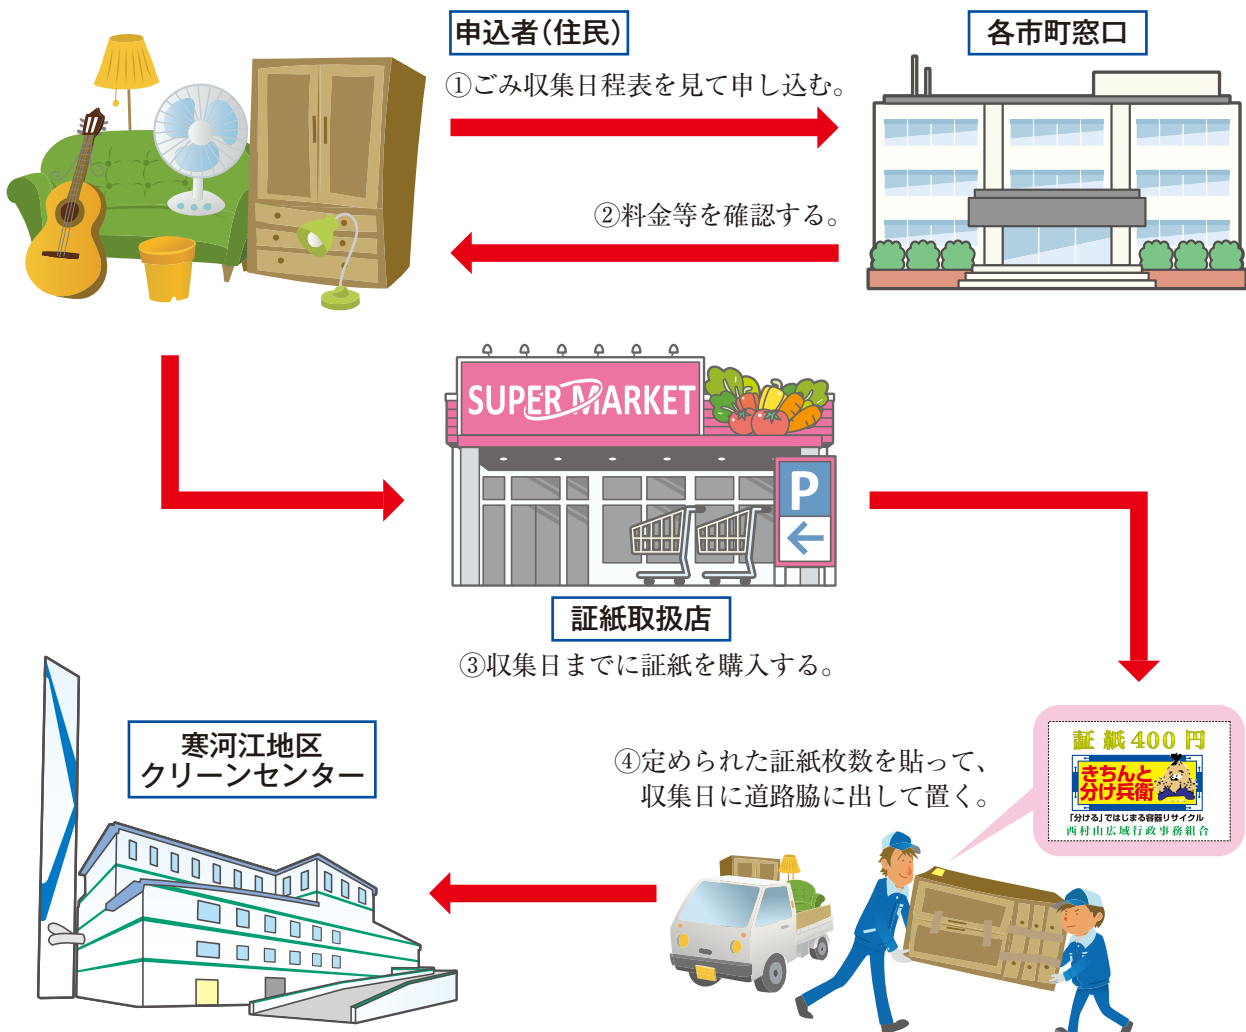 申込者(住民)
各市町窓口
①ごみ収集日程表を見て申し込む。
②料金等を確認する。
SUPER MARKET
P
証紙取扱店
③収集日までに証紙を購入する。
寒河江地区
クリーンセンター
④定められた証紙枚数を貼って、
収集日に道路脇に出して置く。
証紙400円
きちんと
分け兵衛
「分ける」ではじまる容器リサイクル
西村山広域行政事務組合